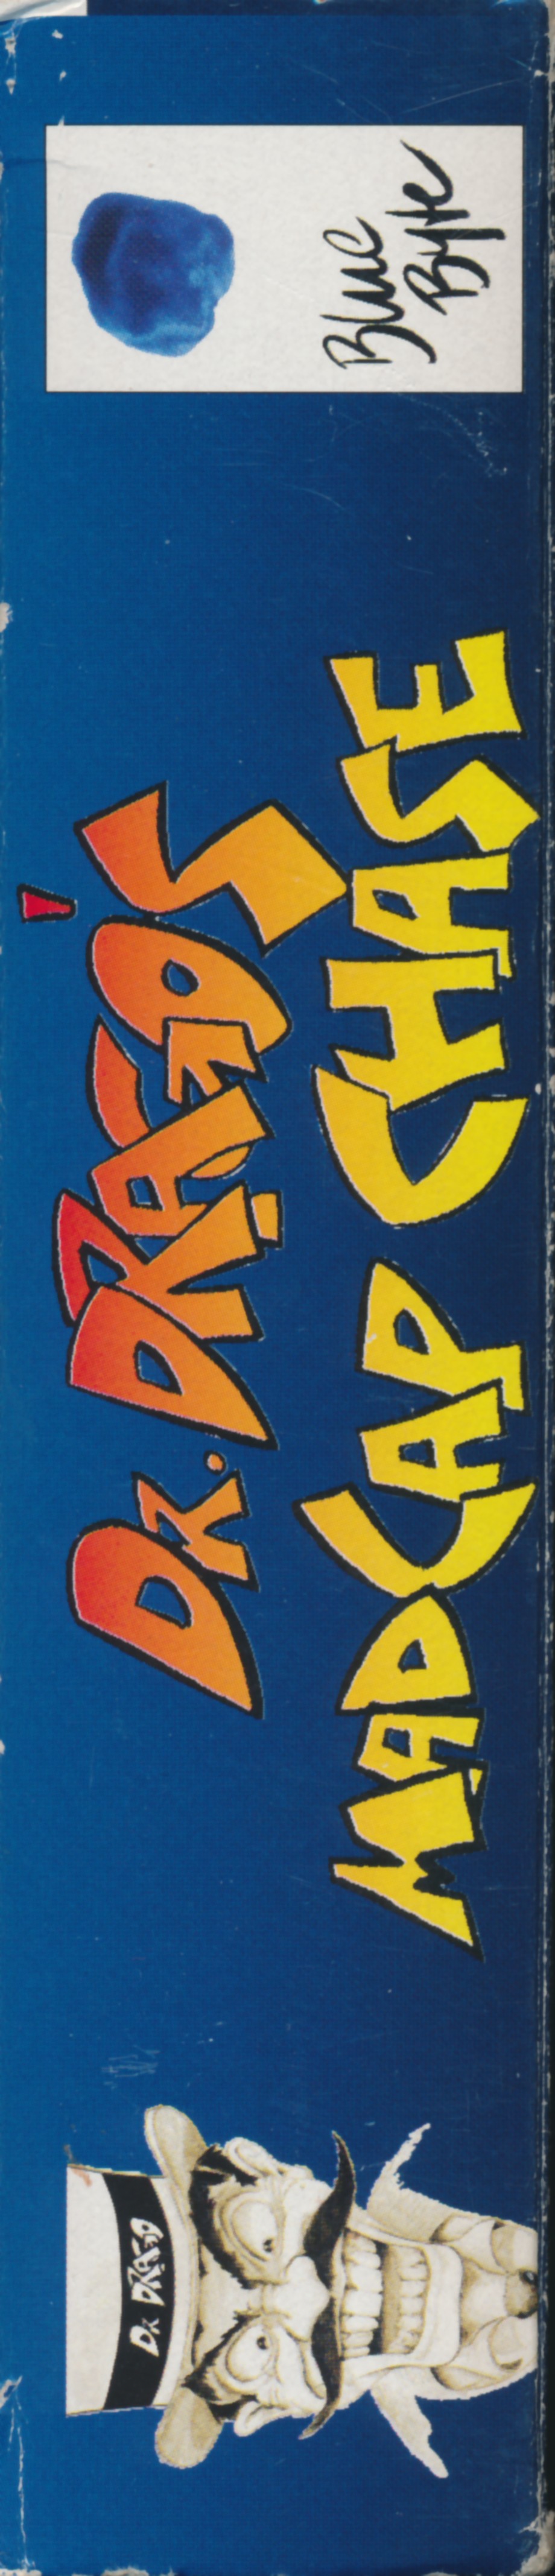 Dr. DRAGO'S
MADCAP CHASE
Blue
Byte
Dr DRAGO